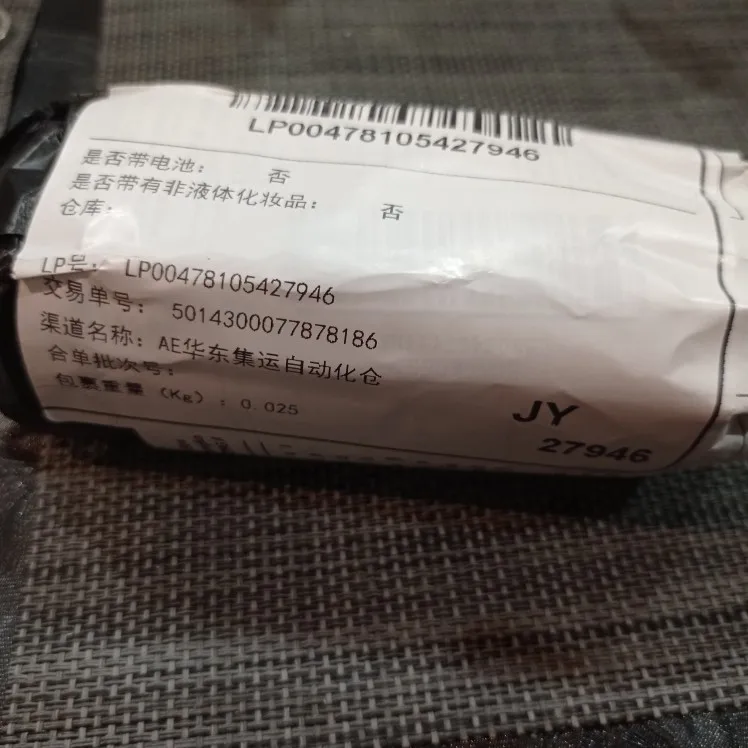 LP00478105427946
是否带电池： 否
是否带有非液体化妆品： 否
仓库：
LP号： LP00478105427946
交易单号： 5014300077878186
渠道名称： AE华东集运自动化仓
合单批次号：
包裹重量（Kg）：0.025
JY
27946